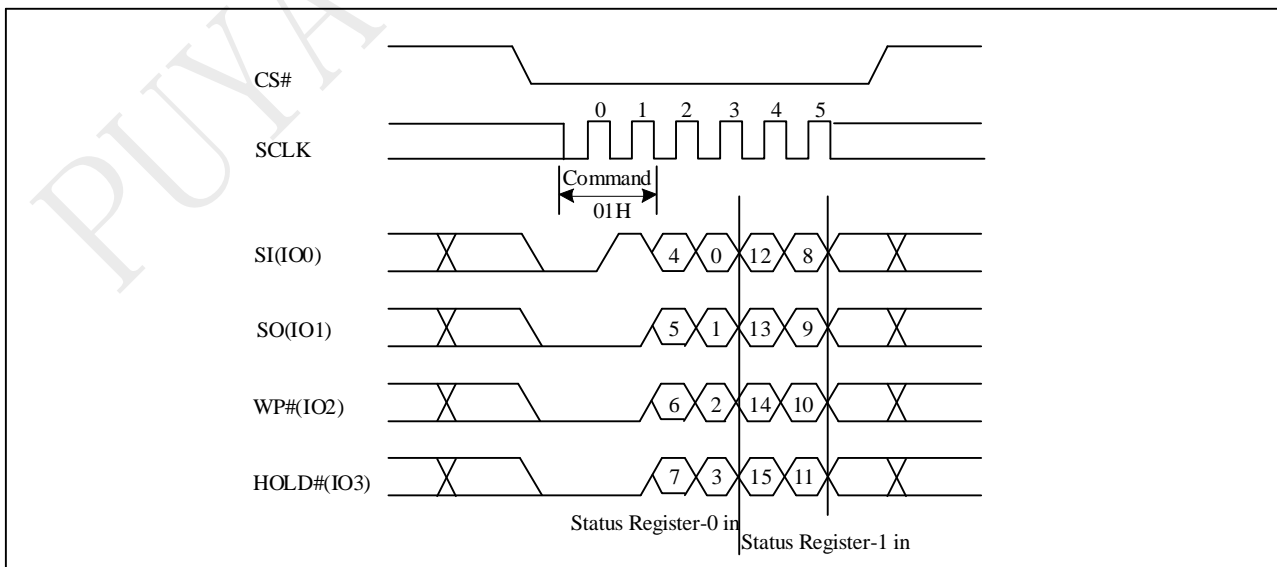 PUYA
CS#
0 1 2 3 4 5
SCLK
Command
01H
SI(IO0) 4 0 12 8
SO(IO1) 5 1 13 9
WP#(IO2) 6 2 14 10
HOLD#(IO3) 7 3 15 11
Status Register-0 in
Status Register-1 in